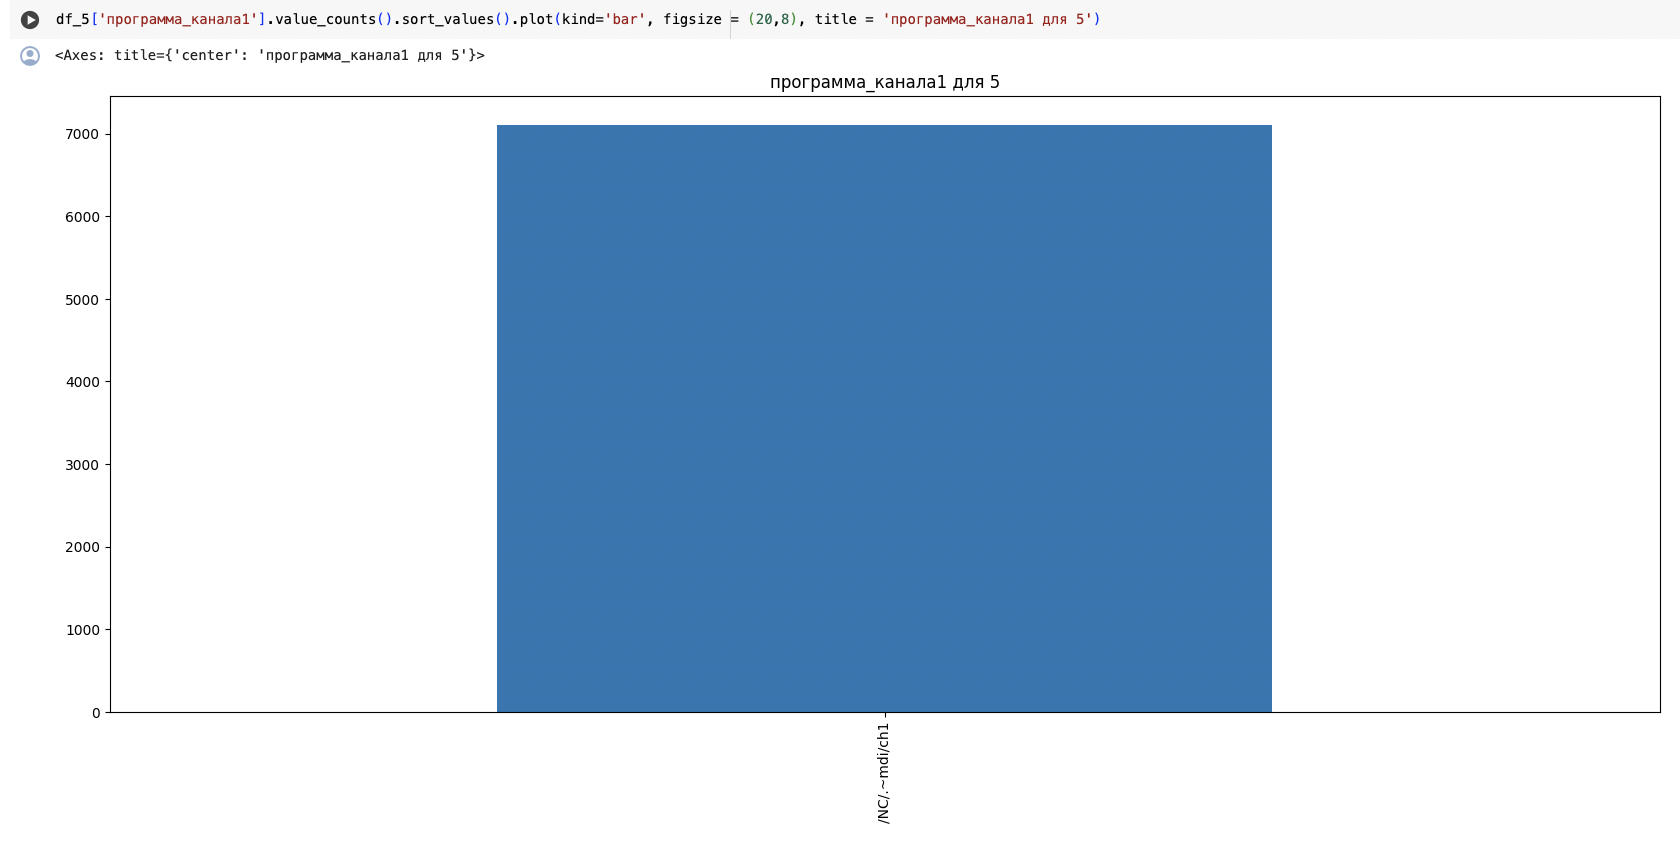 df_5['программа_канала1'].value_counts().sort_values().plot(kind='bar', figsize = (20,8), title = 'программа_канала1 для 5')
<Axes: title={'center': 'программа_канала1 для 5'}>
программа_канала1 для 5
7000
6000
5000
4000
3000
2000
1000
0
/NC/.~mdi/ch1